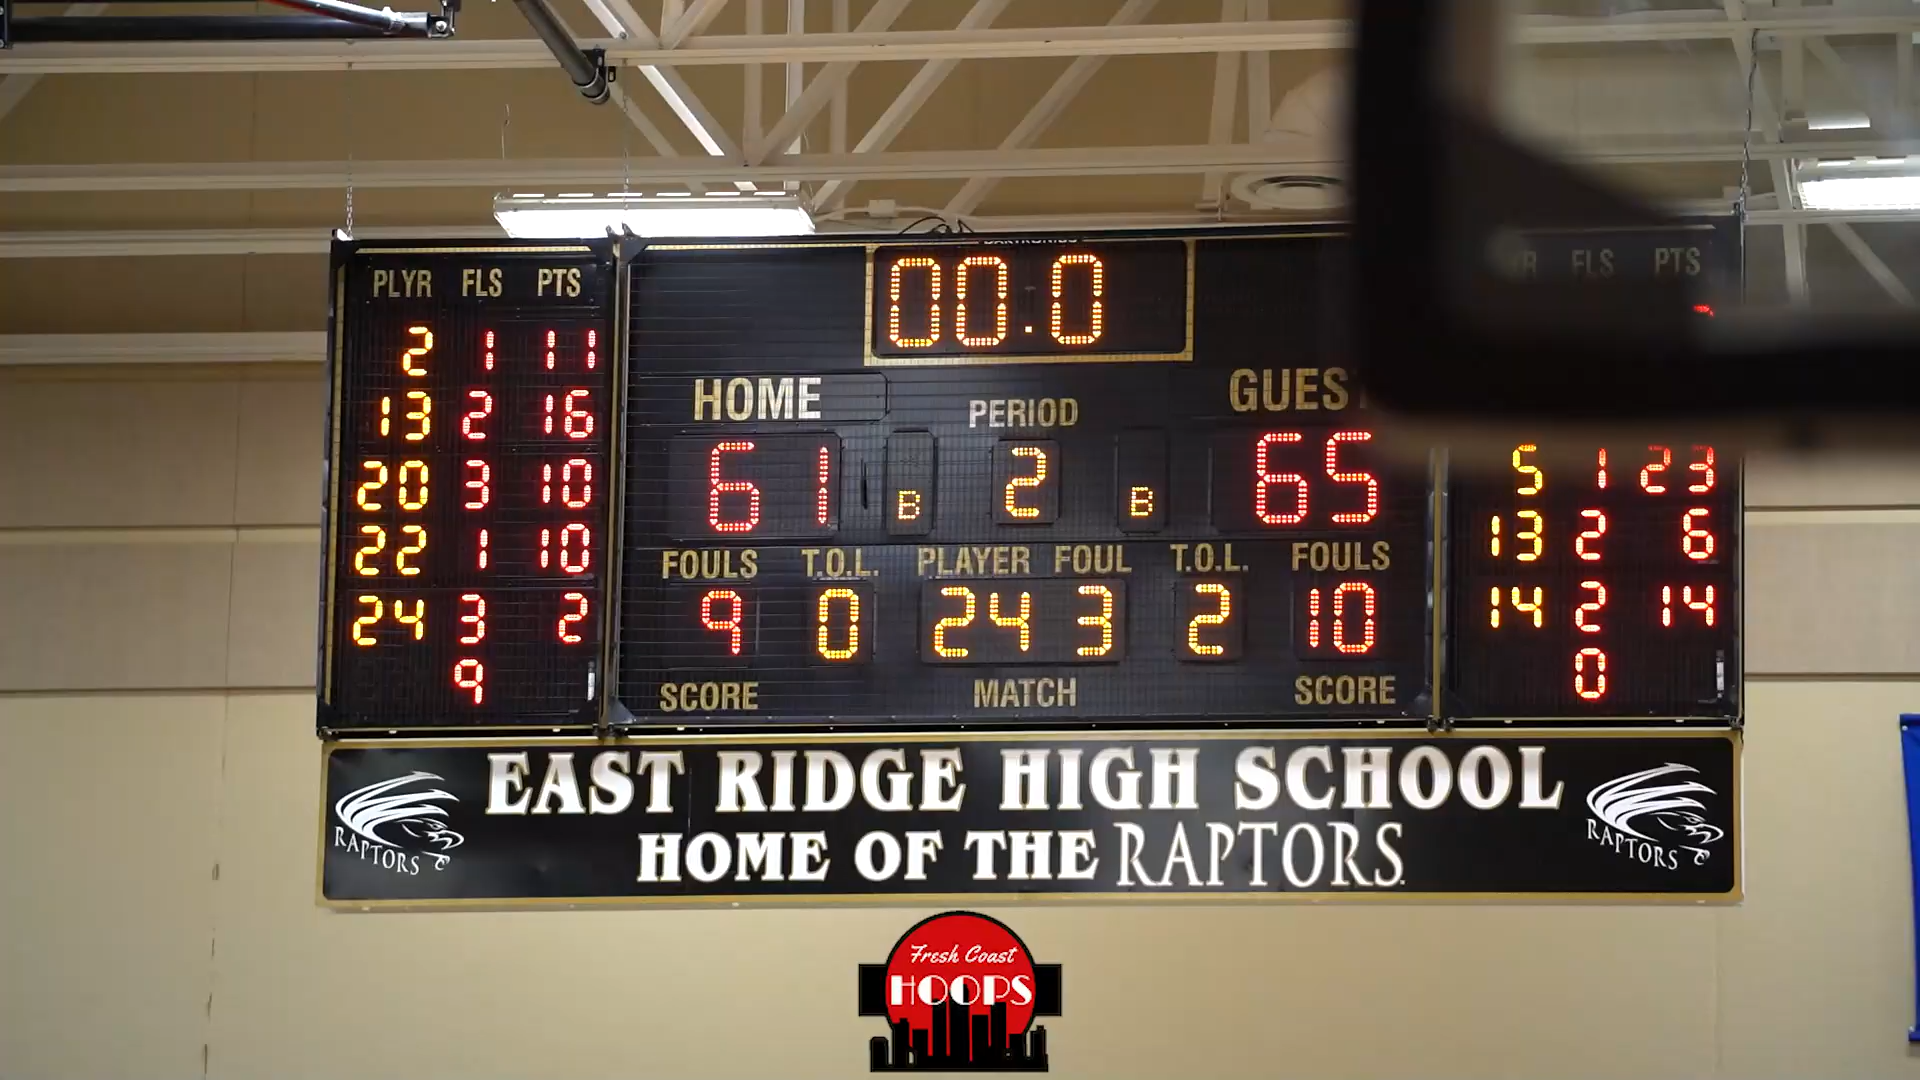 DAKTRONICS
00.0
PLYR FLS PTS
2 1 11
13 2 16
20 3 10
22 1 10
24 3 2
9
HOME PERIOD GUES
61 B 2 B 65
FOULS T.O.L. PLAYER FOUL T.O.L. FOULS
9 0 24 3 2 10
SCORE MATCH SCORE
FLS PTS
5 1 23
13 2 6
14 2 14
0
EAST RIDGE HIGH SCHOOL
HOME OF THE RAPTORS
RAPTORS
RAPTORS
Fresh Coast
HOOPS